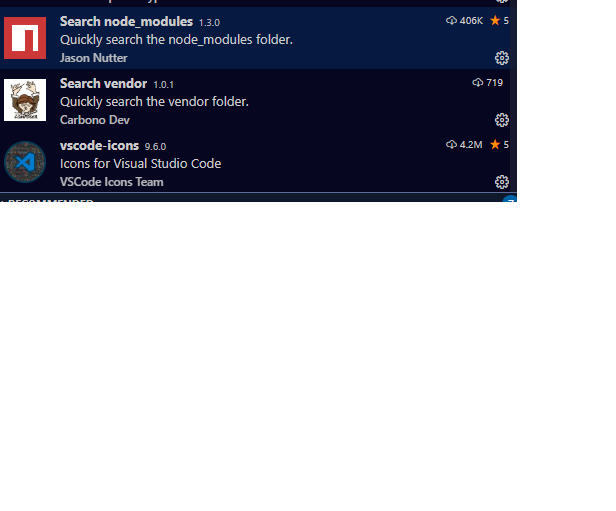 Search node_modules 1.3.0 406K 5
Quickly search the node_modules folder.
Jason Nutter
Search vendor 1.0.1 719
Quickly search the vendor folder.
Carbono Dev
vscode-icons 9.6.0 4.2M 5
Icons for Visual Studio Code
VSCode Icons Team
RECOMMENDED 7